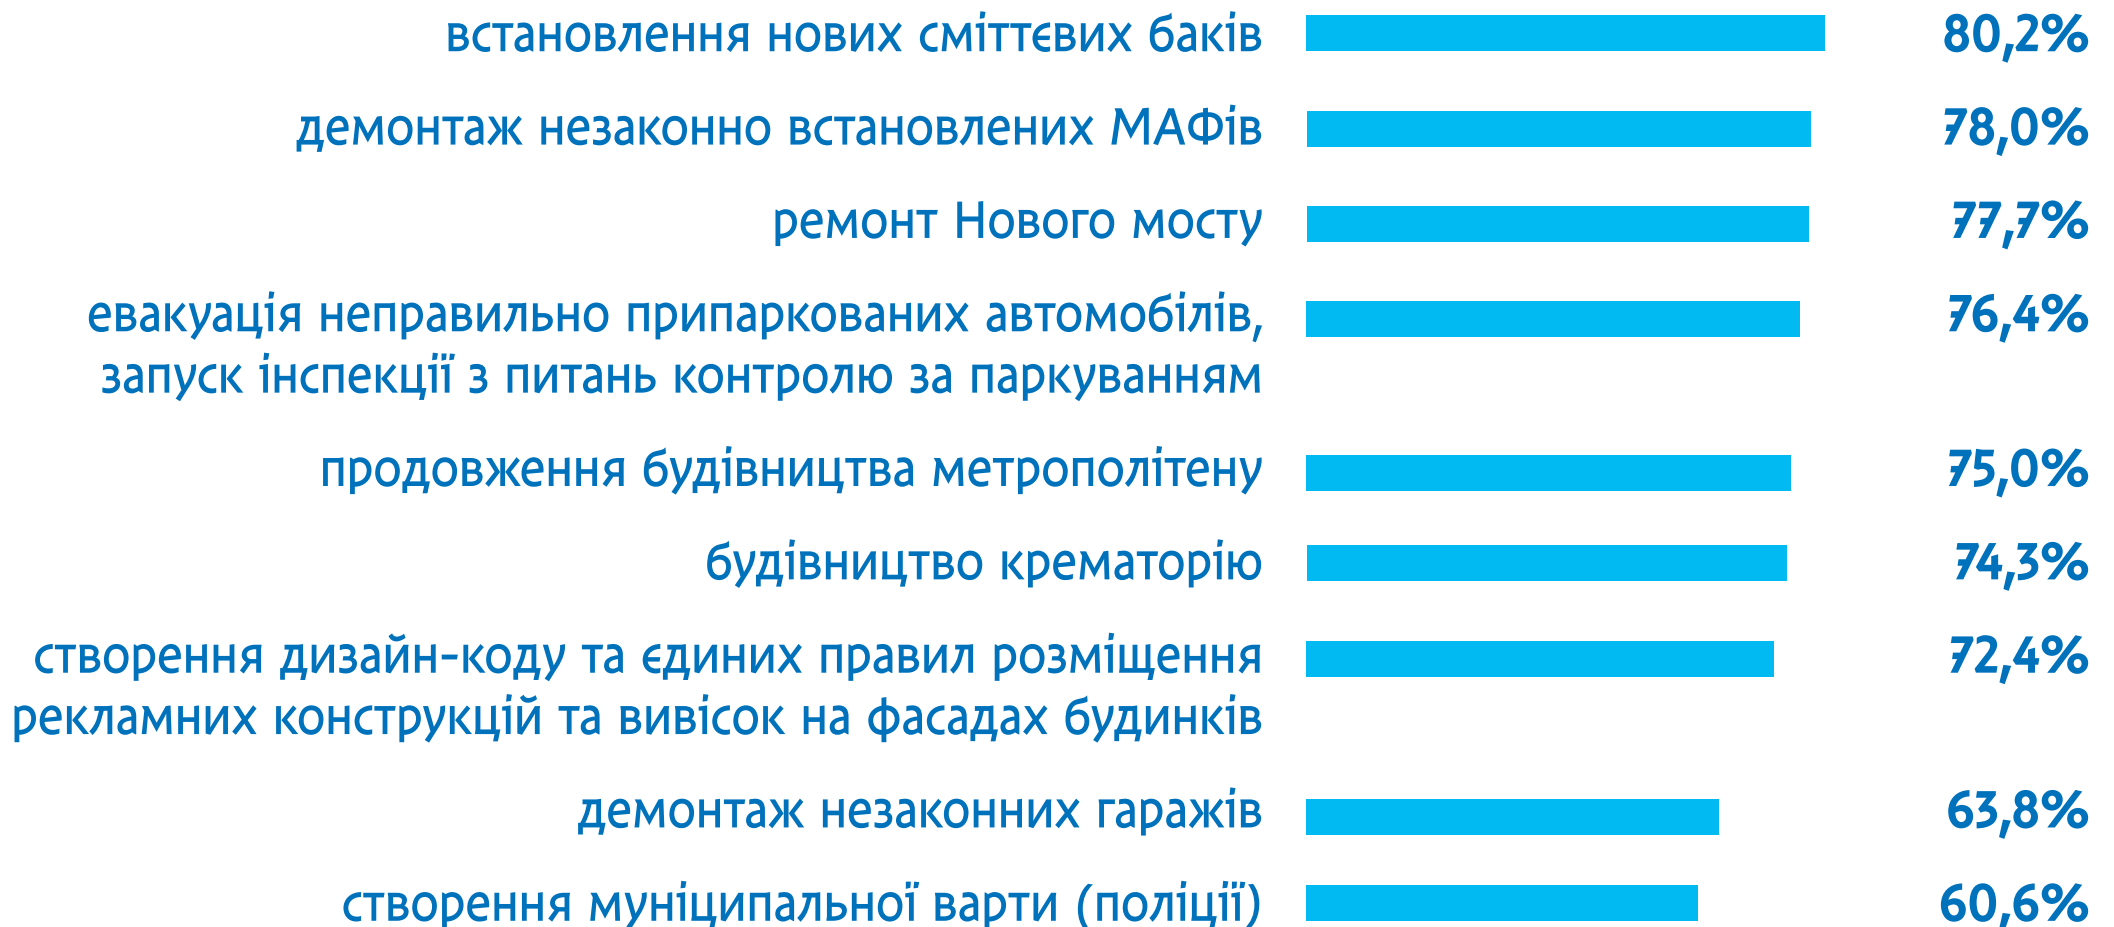 встановлення нових сміттєвих баків 80,2%
демонтаж незаконно встановлених МАФів 78,0%
ремонт Нового мосту 77,7%
евакуація неправильно припаркованих автомобілів, 76,4%
запуск інспекції з питань контролю за паркуванням
продовження будівництва метрополітену 75,0%
будівництво крематорію 74,3%
створення дизайн-коду та єдиних правил розміщення 72,4%
рекламних конструкцій та вивісок на фасадах будинків
демонтаж незаконних гаражів 63,8%
створення муніципальної варти (поліції) 60,6%